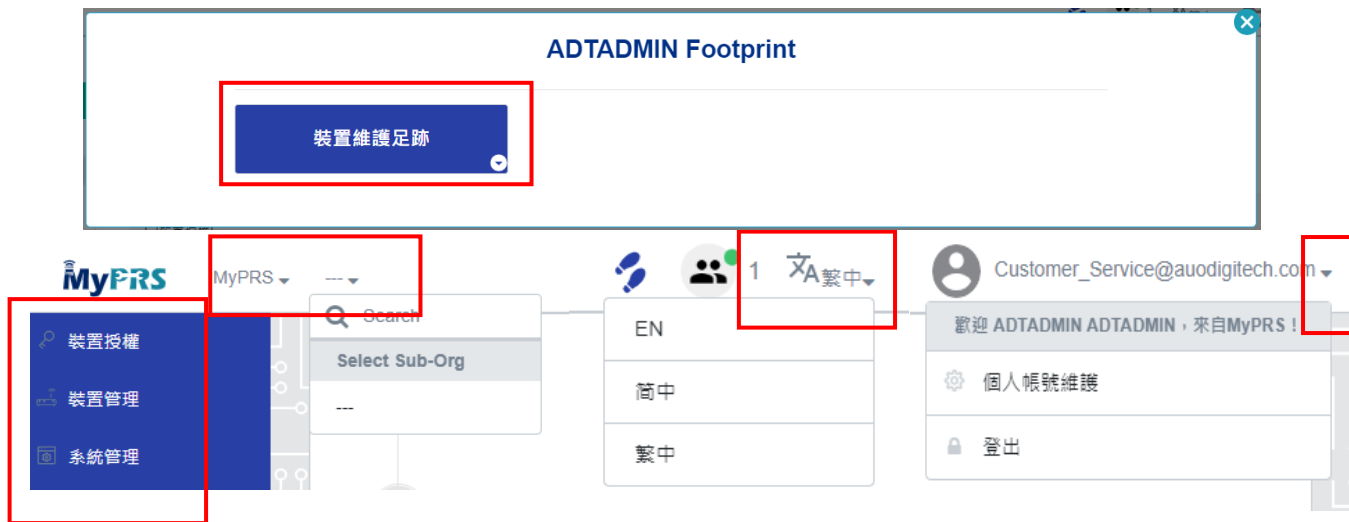 ADTADMIN Footprint
裝置維護足跡
MyPRS
MyPRS
---
1
繁中
Customer_Service@auodigitech.com
裝置授權
裝置管理
系統管理
Search
Select Sub-Org
---
EN
简中
繁中
歡迎 ADTADMIN ADTADMIN，來自MyPRS！
個人帳號維護
登出